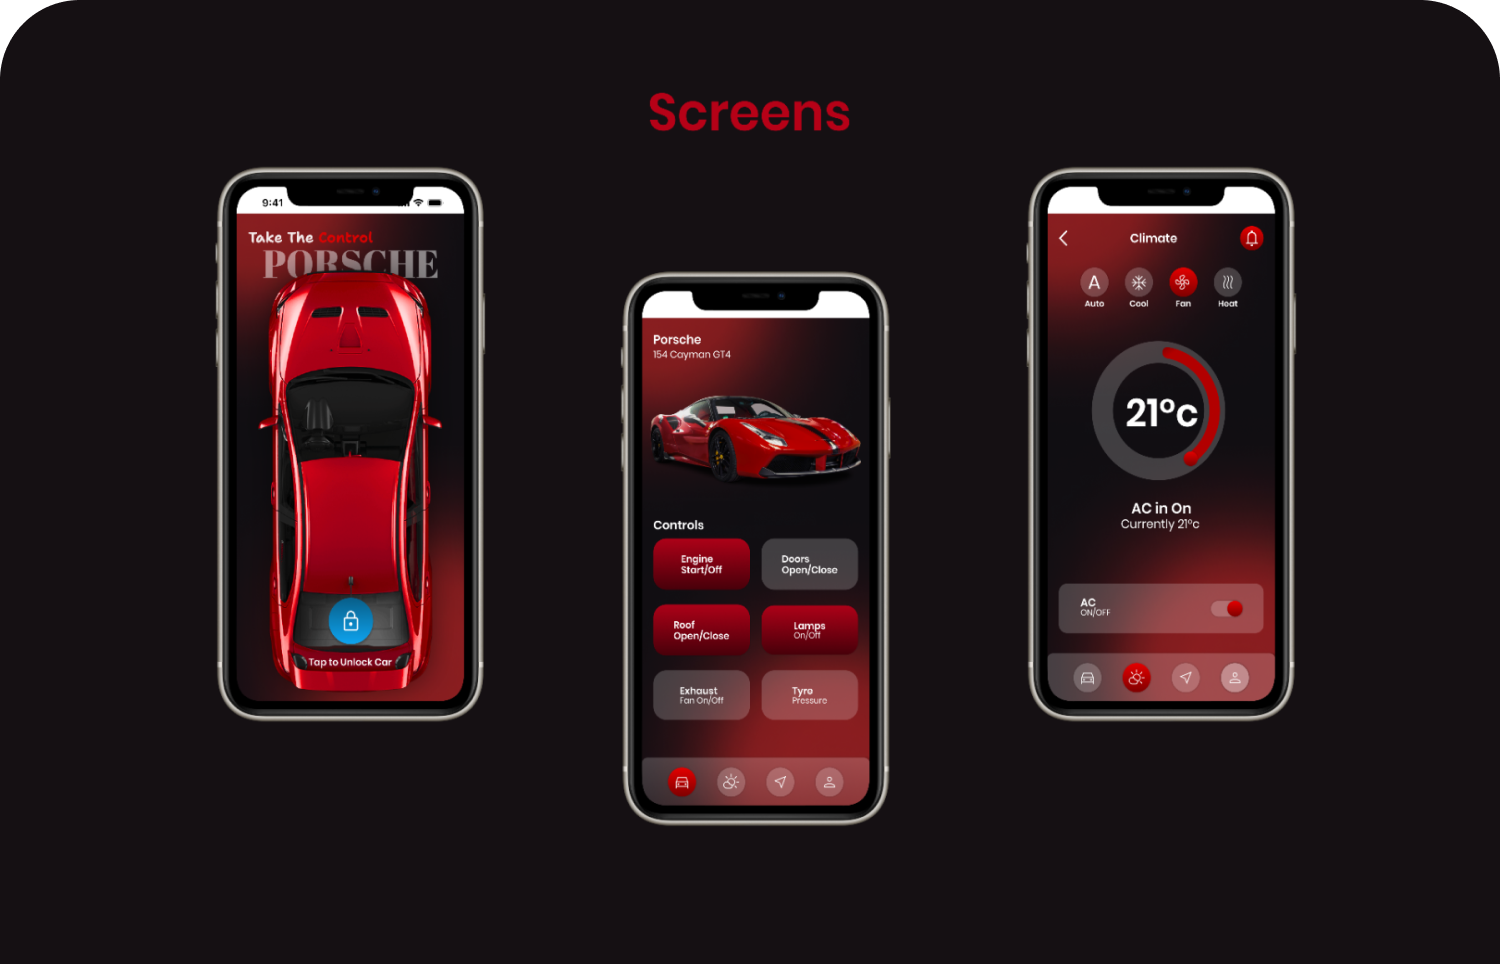 Screens
9:41
Take The Control
PORSCHE
Tap to Unlock Car
Porsche
154 Cayman GT4
Controls
Engine
Start/Off
Doors
Open/Close
Roof
Open/Close
Lamps
On/Off
Exhaust
Fan On/Off
Tyre
Pressure
Climate
A
Auto
Cool
Fan
Heat
21°c
AC in On
Currently 21°c
AC
ON/OFF